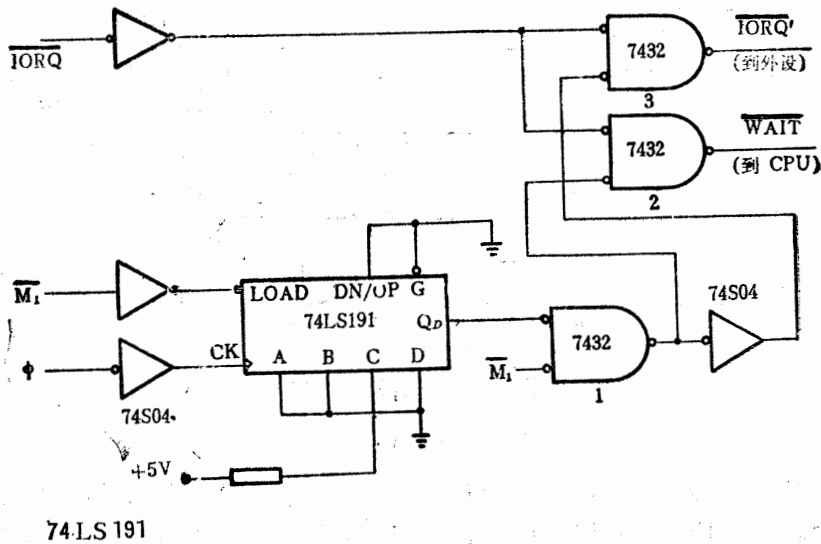 IORQ
7432
3
IORQ'
(到外设)
7432
2
WAIT
(到 CPU)
M₁
LOAD
DN/UP
G
74LS191
Q_D
CK
A
B
C
D
ϕ
74S04
M₁
7432
1
74S04
+5V
74LS191